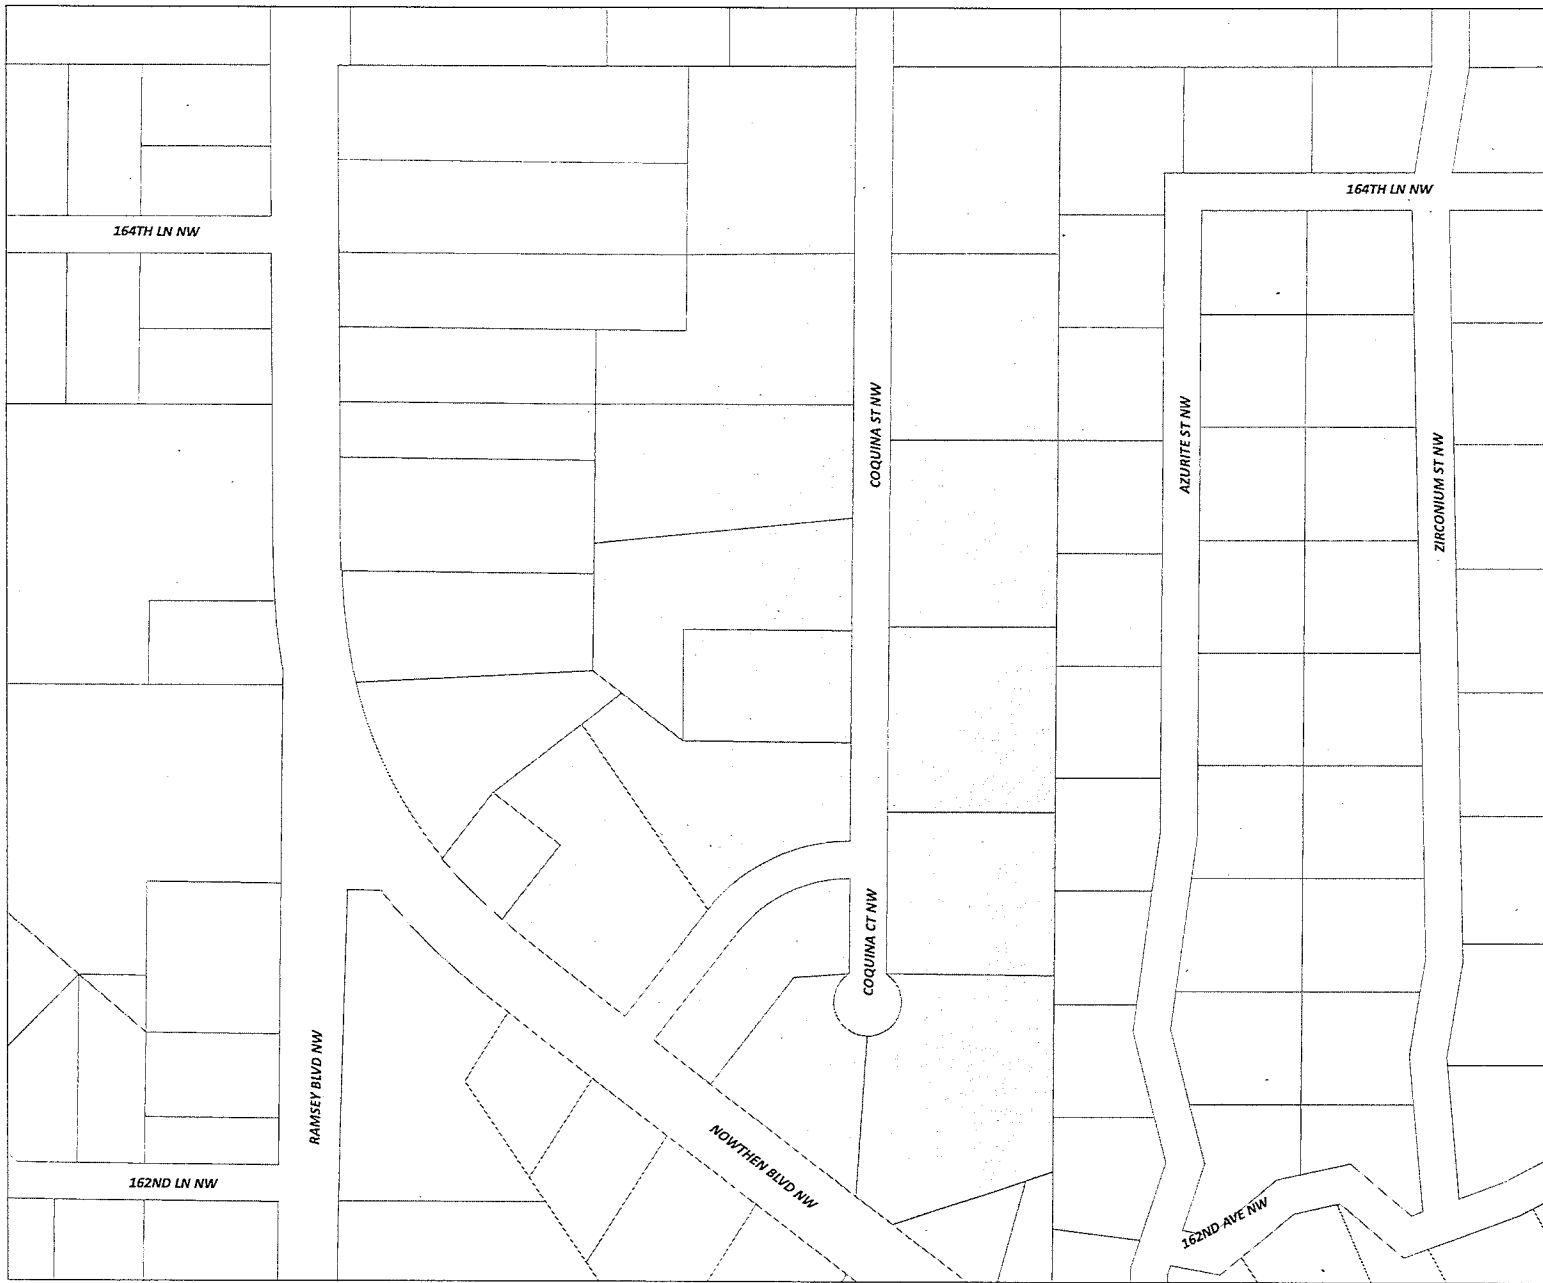 164TH LN NW
164TH LN NW
COQUINA ST NW
AZURITE ST NW
ZIRCONIUM ST NW
COQUINA CT NW
RAMSEY BLVD NW
NOWTHEN BLVD NW
162ND LN NW
162ND AVE NW